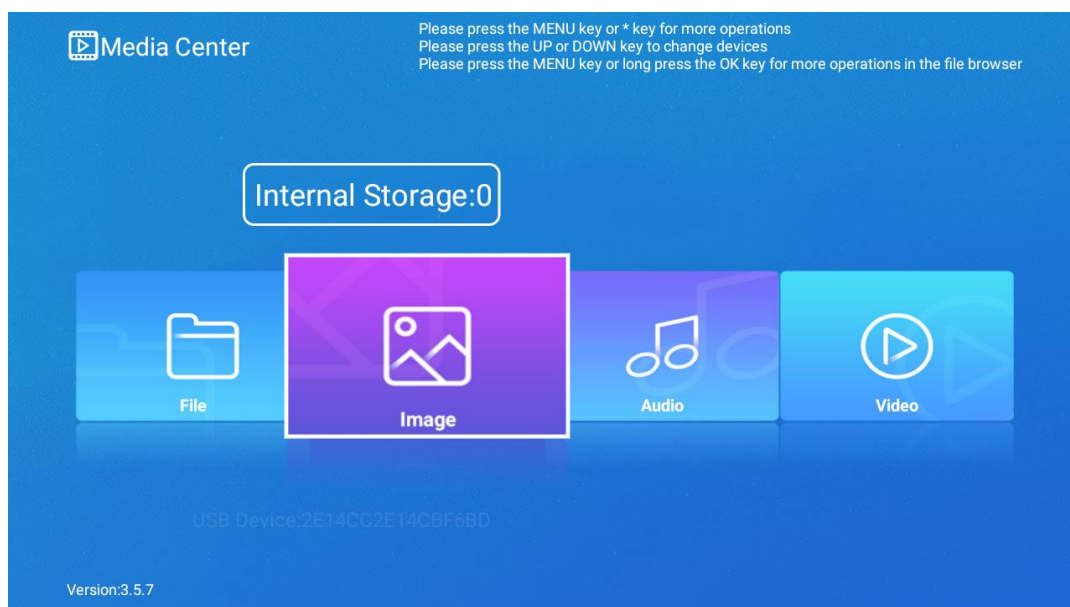 Media Center
Please press the MENU key or * key for more operations
Please press the UP or DOWN key to change devices
Please press the MENU key or long press the OK key for more operations in the file browser
Internal Storage:0
File
Image
Audio
Video
USB Device:2E14CC2E14CBF6BD
Version:3.5.7